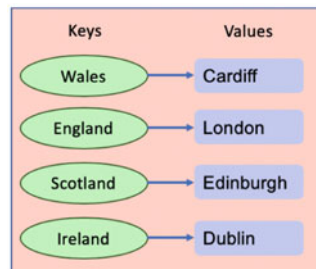 Keys Values
Wales Cardiff
England London
Scotland Edinburgh
Ireland Dublin